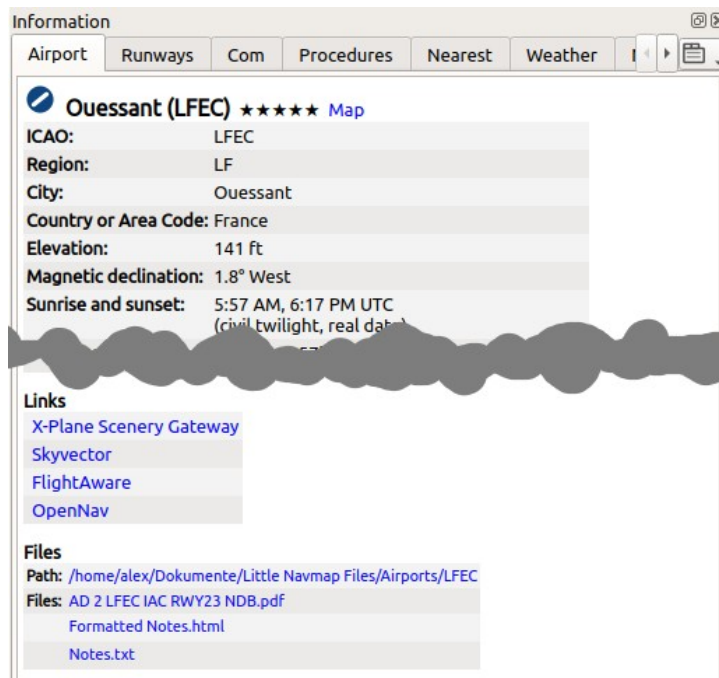 Information
Airport Runways Com Procedures Nearest Weather
Ouessant (LFEC) ★★★★★ Map
ICAO: LFEC
Region: LF
City: Ouessant
Country or Area Code: France
Elevation: 141 ft
Magnetic declination: 1.8° West
Sunrise and sunset: 5:57 AM, 6:17 PM UTC
(civil twilight, real date)
Links
X-Plane Scenery Gateway
Skyvector
FlightAware
OpenNav
Files
Path: /home/alex/Dokumente/Little Navmap Files/Airports/LFEC
Files: AD 2 LFEC IAC RWY23 NDB.pdf
Formatted Notes.html
Notes.txt